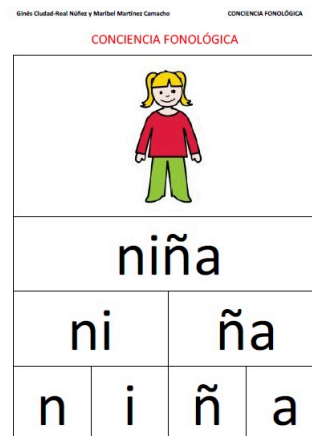 Ginés Ciudad-Real Núñez y Maribel Martínez Camacho CONCIENCIA FONOLÓGICA
CONCIENCIA FONOLÓGICA
niña
ni ña
n i ñ a